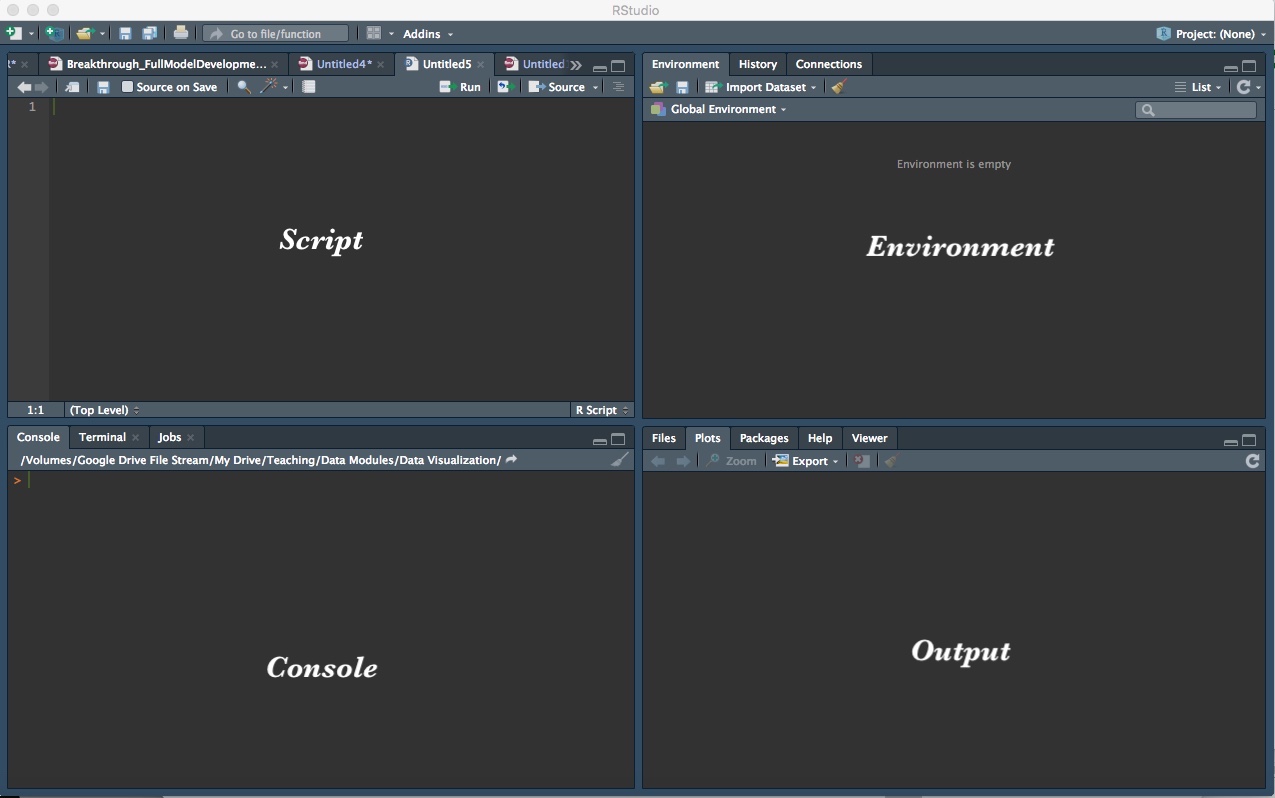 RStudio
Go to file/function Addins Project: (None)
* Breakthrough_FullModelDevelopme... Untitled4* Untitled5 Untitled
Source on Save Run Source
1
Script
1:1 (Top Level) R Script
Environment History Connections
Import Dataset List
Global Environment
Environment is empty
Environment
Console Terminal Jobs
/Volumes/Google Drive File Stream/My Drive/Teaching/Data Modules/Data Visualization/
>
Console
Files Plots Packages Help Viewer
Zoom Export
Output